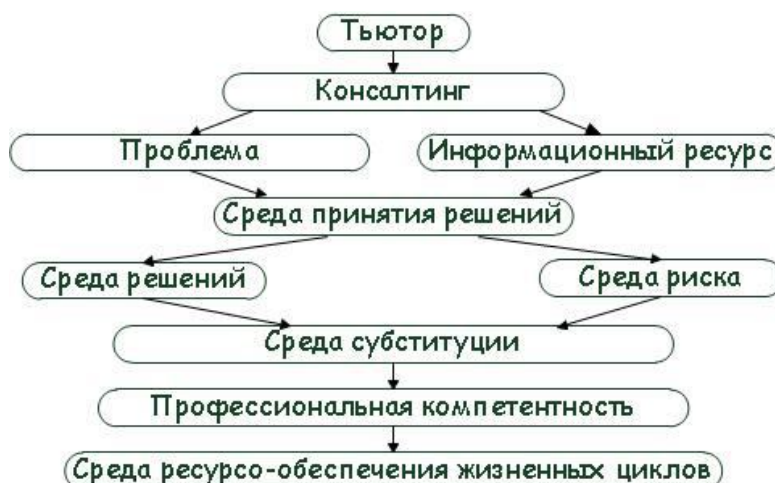 Тьютор
Консалтинг
Проблема
Информационный ресурс
Среда принятия решений
Среда решений
Среда риска
Среда субституции
Профессиональная компетентность
Среда ресурсо-обеспечения жизненных циклов